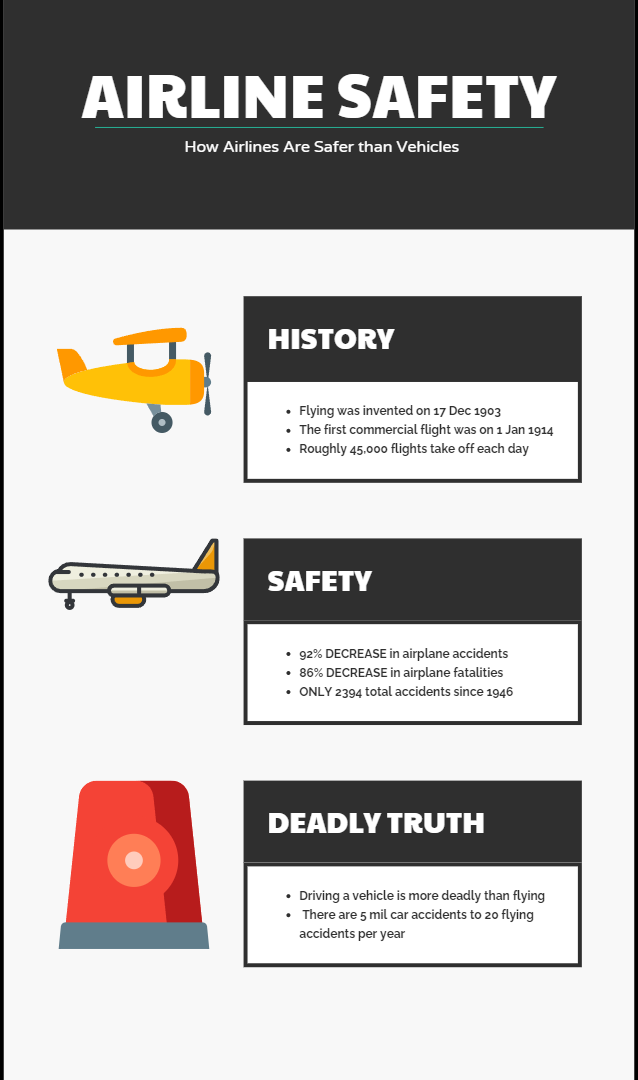 AIRLINE SAFETY
How Airlines Are Safer than Vehicles
HISTORY
• Flying was invented on 17 Dec 1903
• The first commercial flight was on 1 Jan 1914
• Roughly 45,000 flights take off each day
SAFETY
• 92% DECREASE in airplane accidents
• 86% DECREASE in airplane fatalities
• ONLY 2394 total accidents since 1946
DEADLY TRUTH
• Driving a vehicle is more deadly than flying
• There are 5 mil car accidents to 20 flying
accidents per year